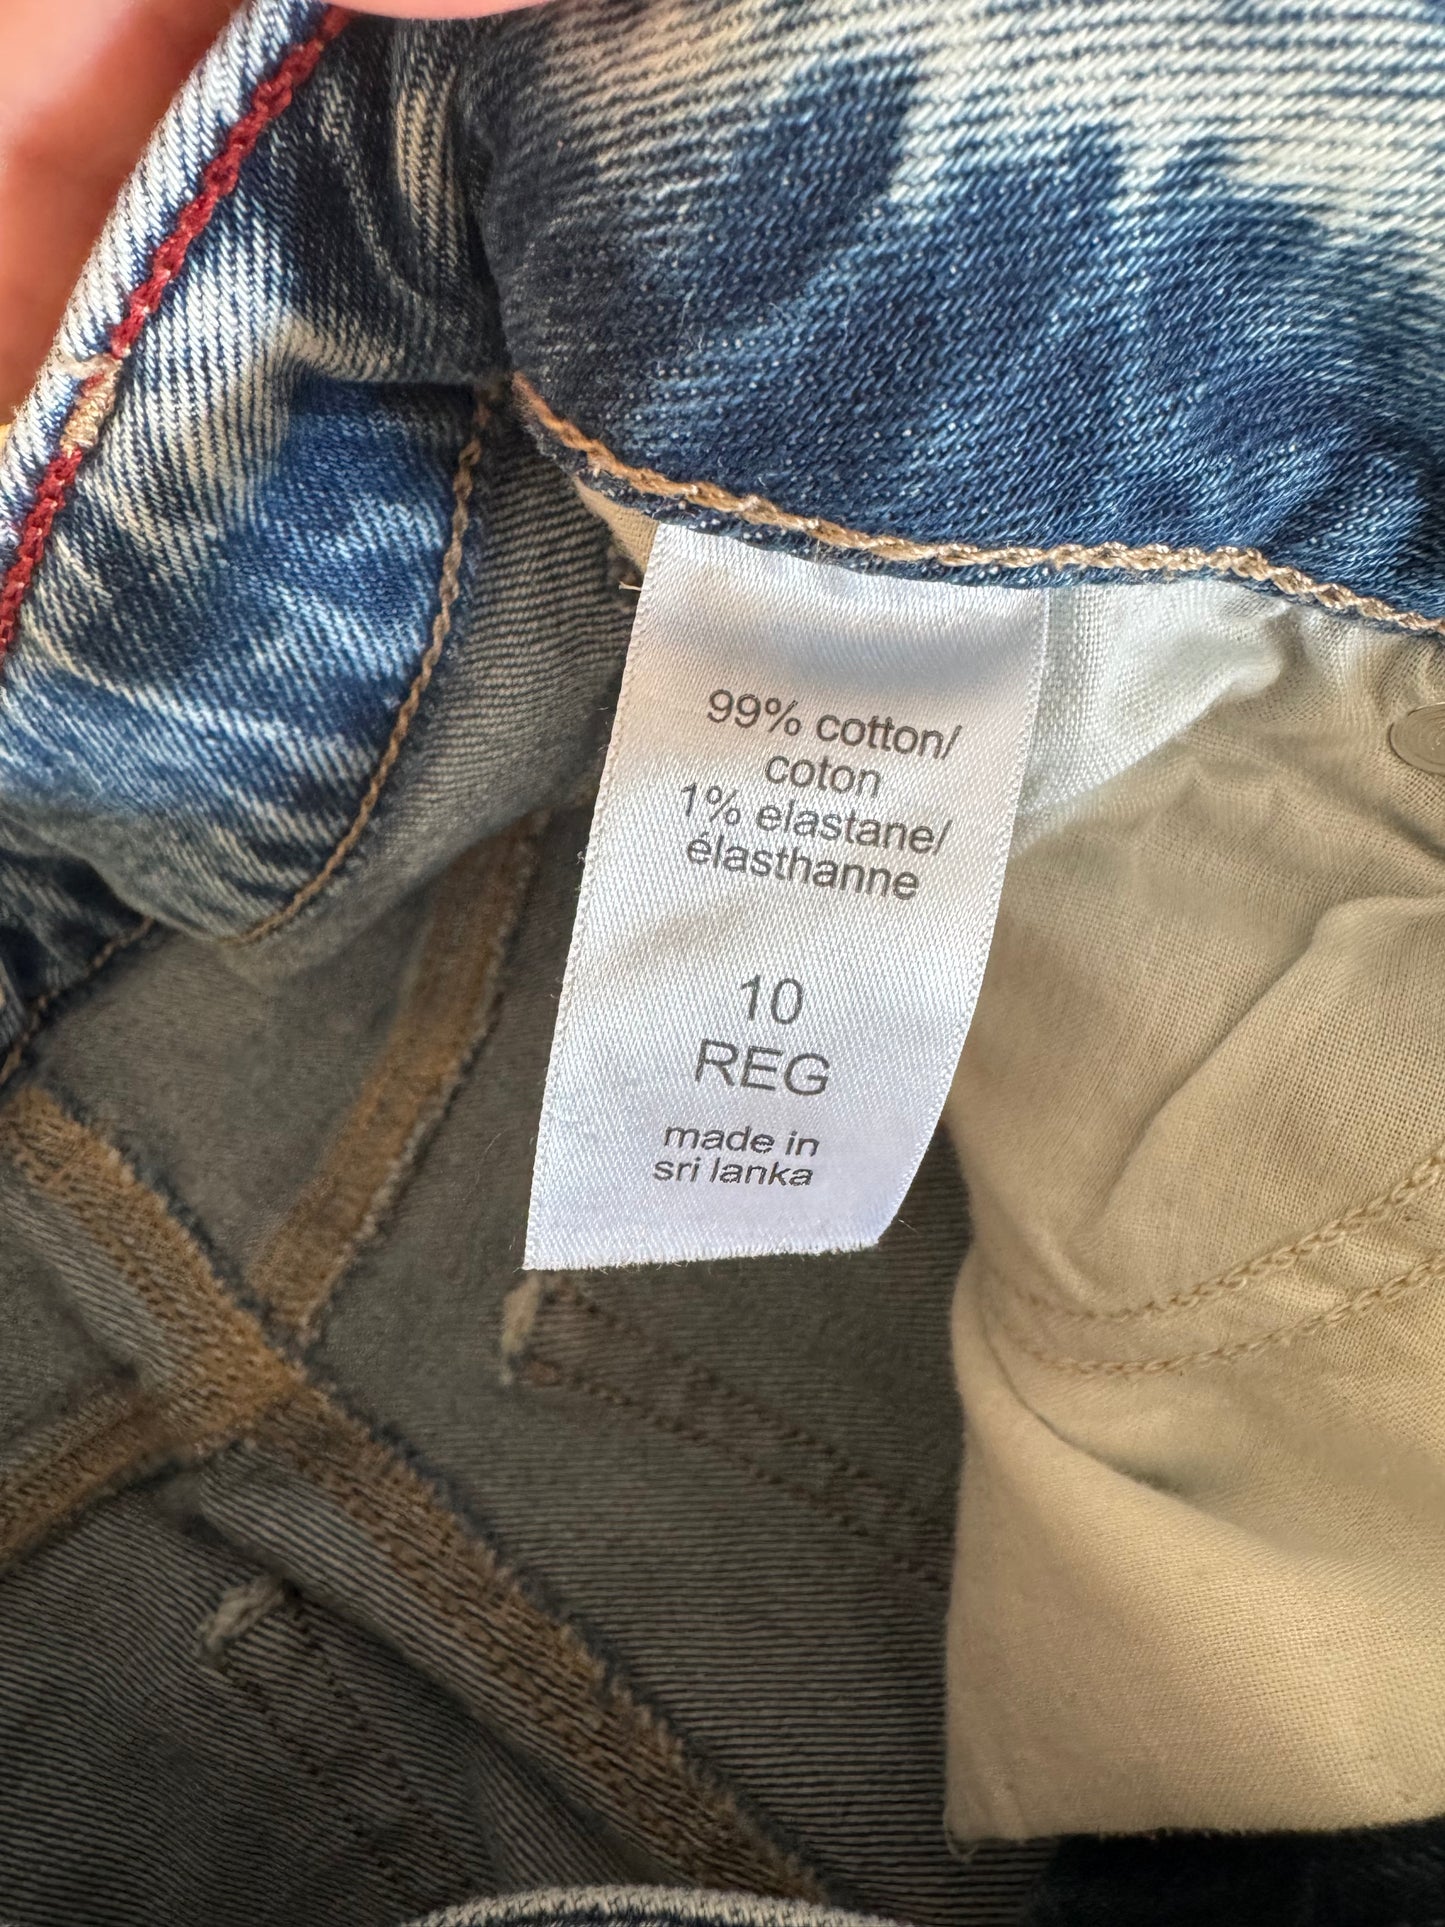 99% cotton/
coton
1% elastane/
élasthanne
10
REG
made in
sri lanka